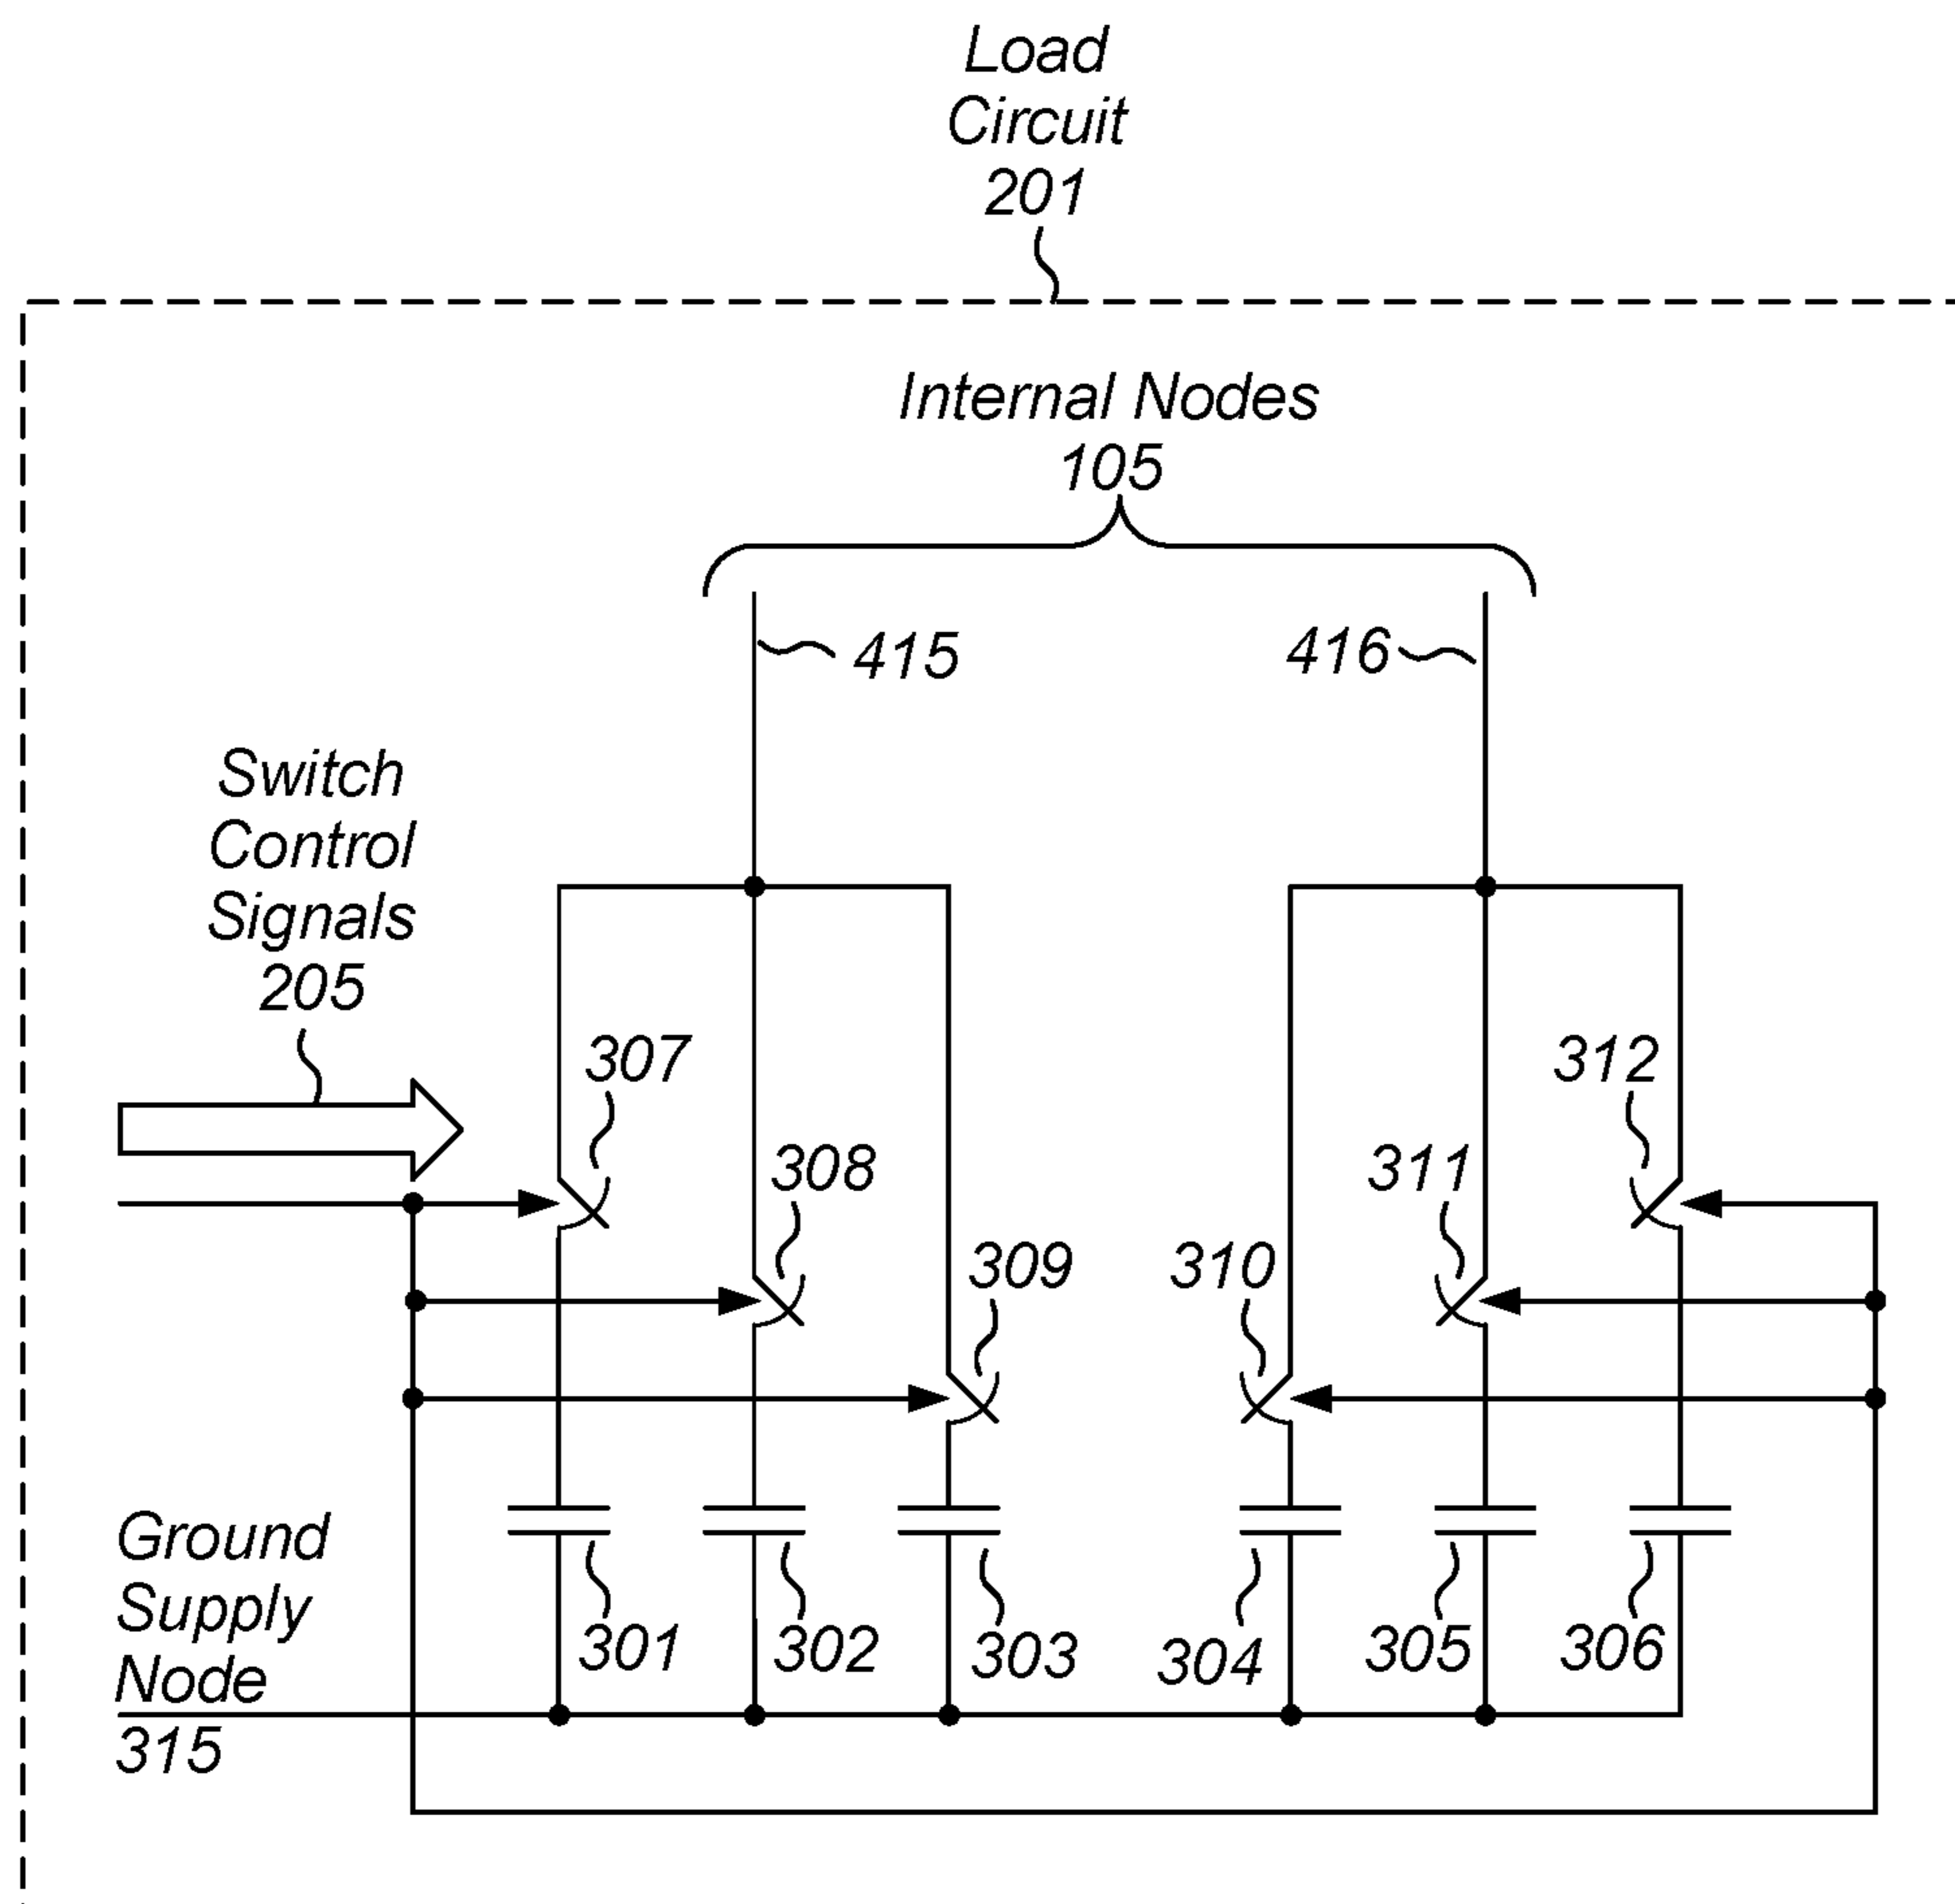 Load
Circuit
201
Internal Nodes
105
415
416
Switch
Control
Signals
205
307
308
309
310
311
312
Ground
Supply
Node
315
301
302
303
304
305
306